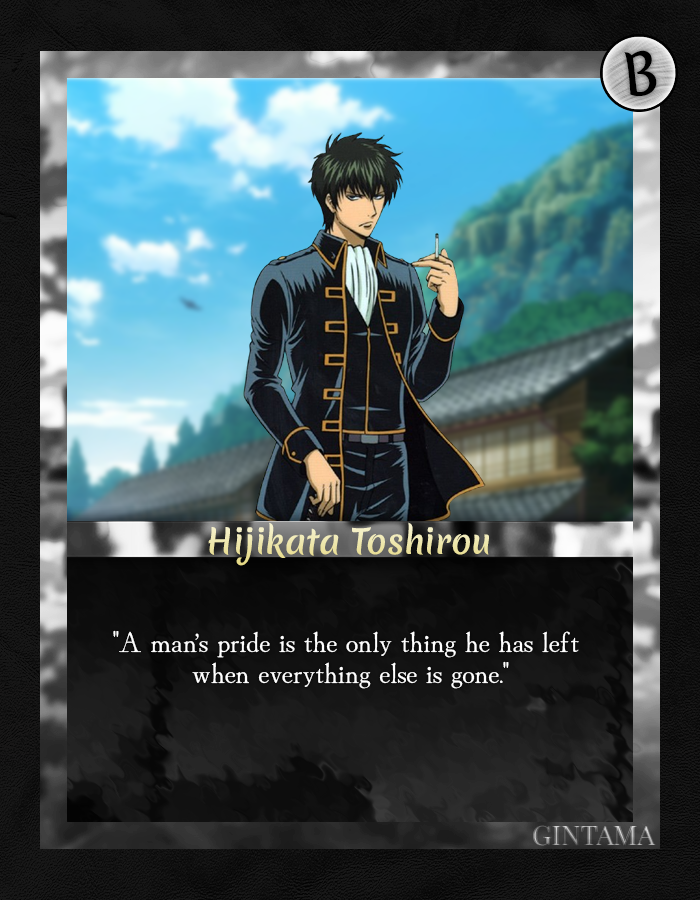 B
Hijikata Toshirou
"A man's pride is the only thing he has left
when everything else is gone."
GINTAMA